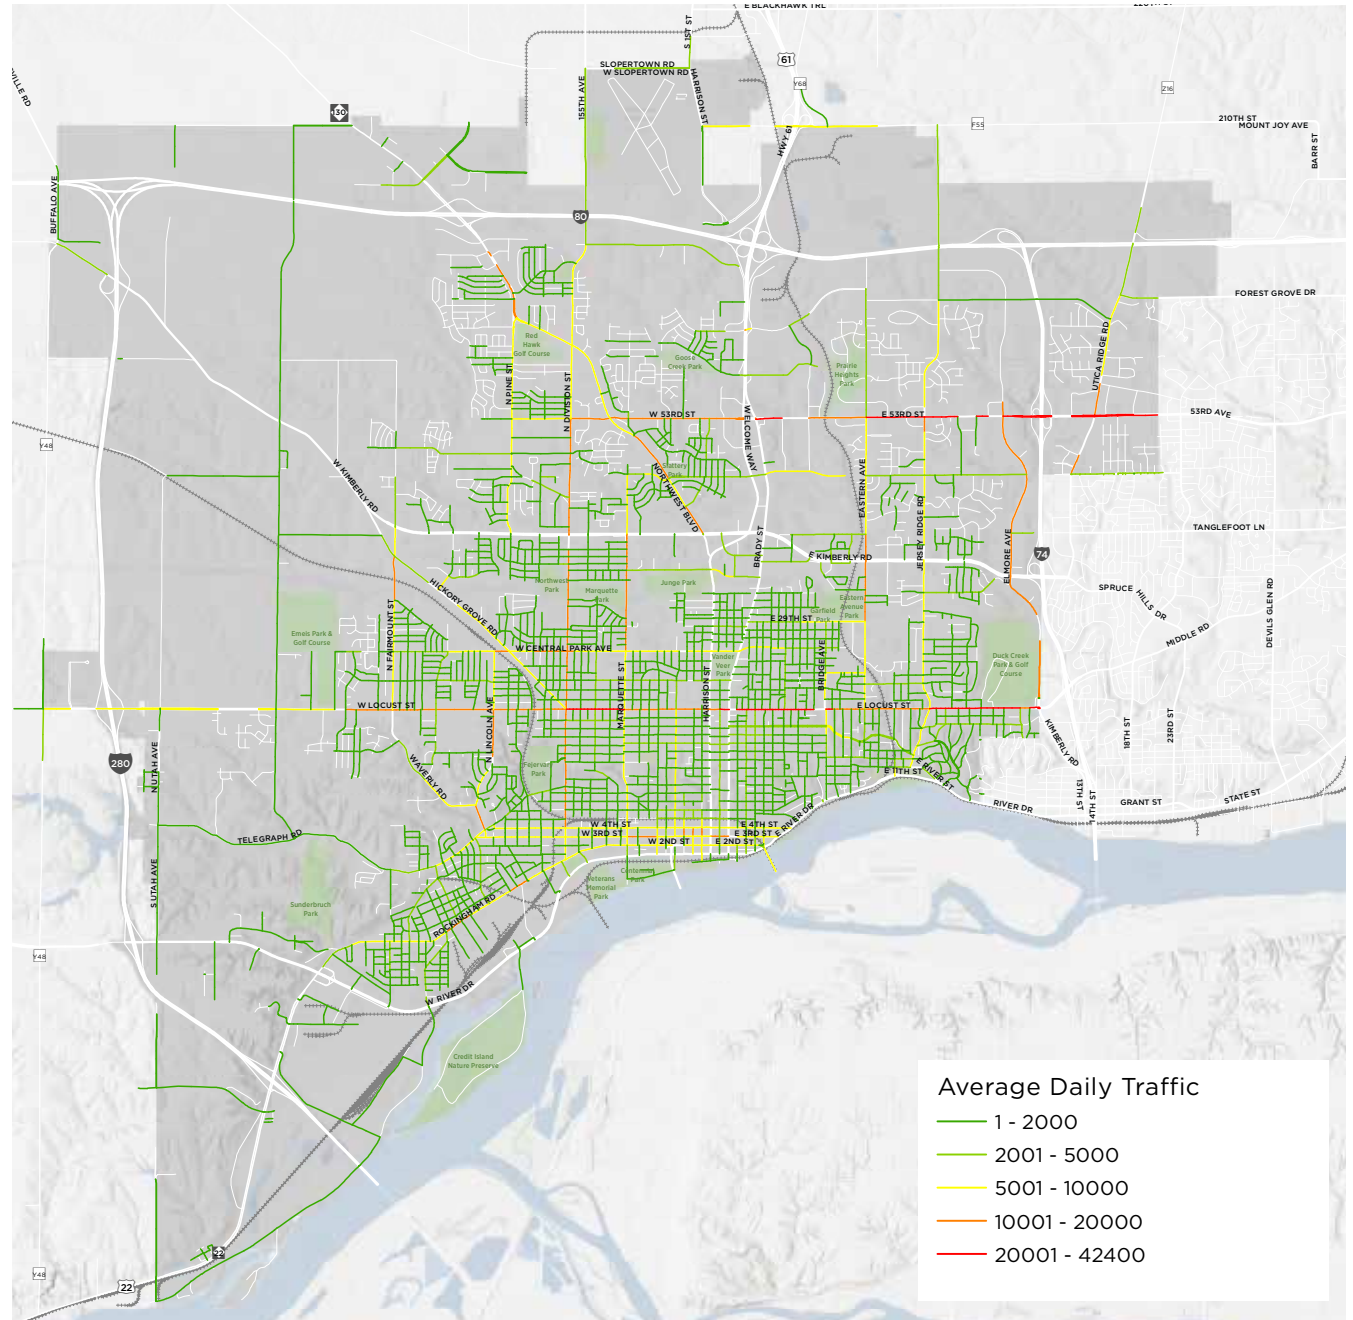 E BLACKHAWK TRL
S 1ST ST
61
SLOPERTOWN RD
W SLOPERTOWN RD
Y68
Z16
155TH AVE
HARRISON ST
130
HWY 61
F55
210TH ST
MOUNT JOY AVE
BARR ST
BUFFALO AVE
80
FOREST GROVE DR
Red
Hawk
Golf Course
Goose
Creek Park
Prairie
Heights
Park
UTICA RIDGE RD
N PINE ST
N DIVISION ST
W 53RD ST
WELCOME WAY
E 53RD ST
53RD AVE
Y48
W KIMBERLY RD
Slattery
Park
NORTHWEST BLVD
EASTERN AVE
JERSEY RIDGE RD
TANGLEFOOT LN
BRADY ST
E KIMBERLY RD
ELMORE AVE
74
HICKORY GROVE RD
Northwest
Park
Marquette
Park
Junge Park
Garfield
Park
Eastern
Avenue
Park
SPRUCE
HILLS DR
MIDDLE RD
DEVILS GLEN RD
Emeis Park &
Golf Course
N FAIRMOUNT ST
E 29TH ST
W CENTRAL PARK AVE
Vander
Veer
Park
BRIDGE AVE
Duck Creek
Park & Golf
Course
MARQUETTE ST
HARRISON ST
W LOCUST ST
E LOCUST ST
N LINCOLN AVE
KIMBERLY RD
18TH ST
23RD ST
280
N UTAH AVE
WAVERLY RD
Fejervary
Park
E 11TH ST
E RIVER ST
13TH ST
14TH ST
RIVER DR
GRANT ST
STATE ST
TELEGRAPH RD
W 4TH ST
W 3RD ST
W 2ND ST
E 4TH ST
E 3RD ST
E 2ND ST
E RIVER DR
S UTAH AVE
Centennial
Park
Veterans
Memorial
Park
Sunderbruch
Park
ROCKINGHAM RD
Y48
W RIVER DR
Credit Island
Nature Preserve
Average Daily Traffic
1 - 2000
2001 - 5000
5001 - 10000
10001 - 20000
20001 - 42400
22
Y48
22